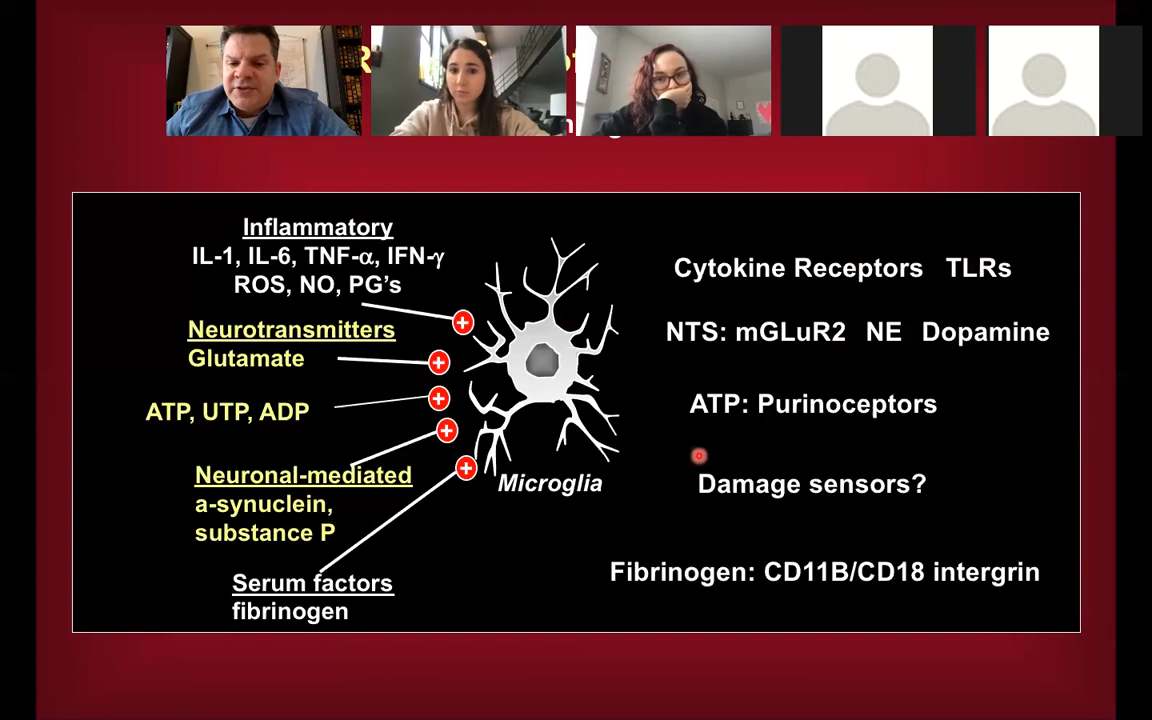 Inflammatory
IL-1, IL-6, TNF-α, IFN-γ
ROS, NO, PG’s
Neurotransmitters
Glutamate
ATP, UTP, ADP
Neuronal-mediated
a-synuclein,
substance P
Serum factors
fibrinogen
Microglia
Cytokine Receptors TLRs
NTS: mGLuR2 NE Dopamine
ATP: Purinoceptors
Damage sensors?
Fibrinogen: CD11B/CD18 intergrin